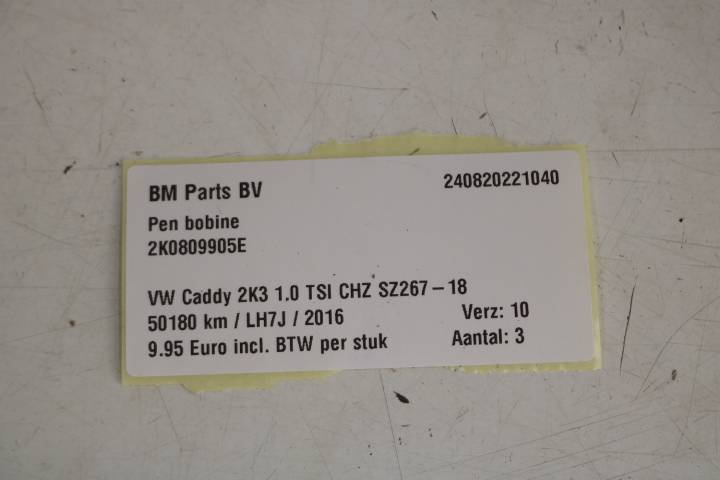 BM Parts BV 240820221040
Pen bobine
2K0809905E
VW Caddy 2K3 1.0 TSI CHZ SZ267-18
50180 km / LH7J / 2016 Verz: 10
9.95 Euro incl. BTW per stuk Aantal: 3